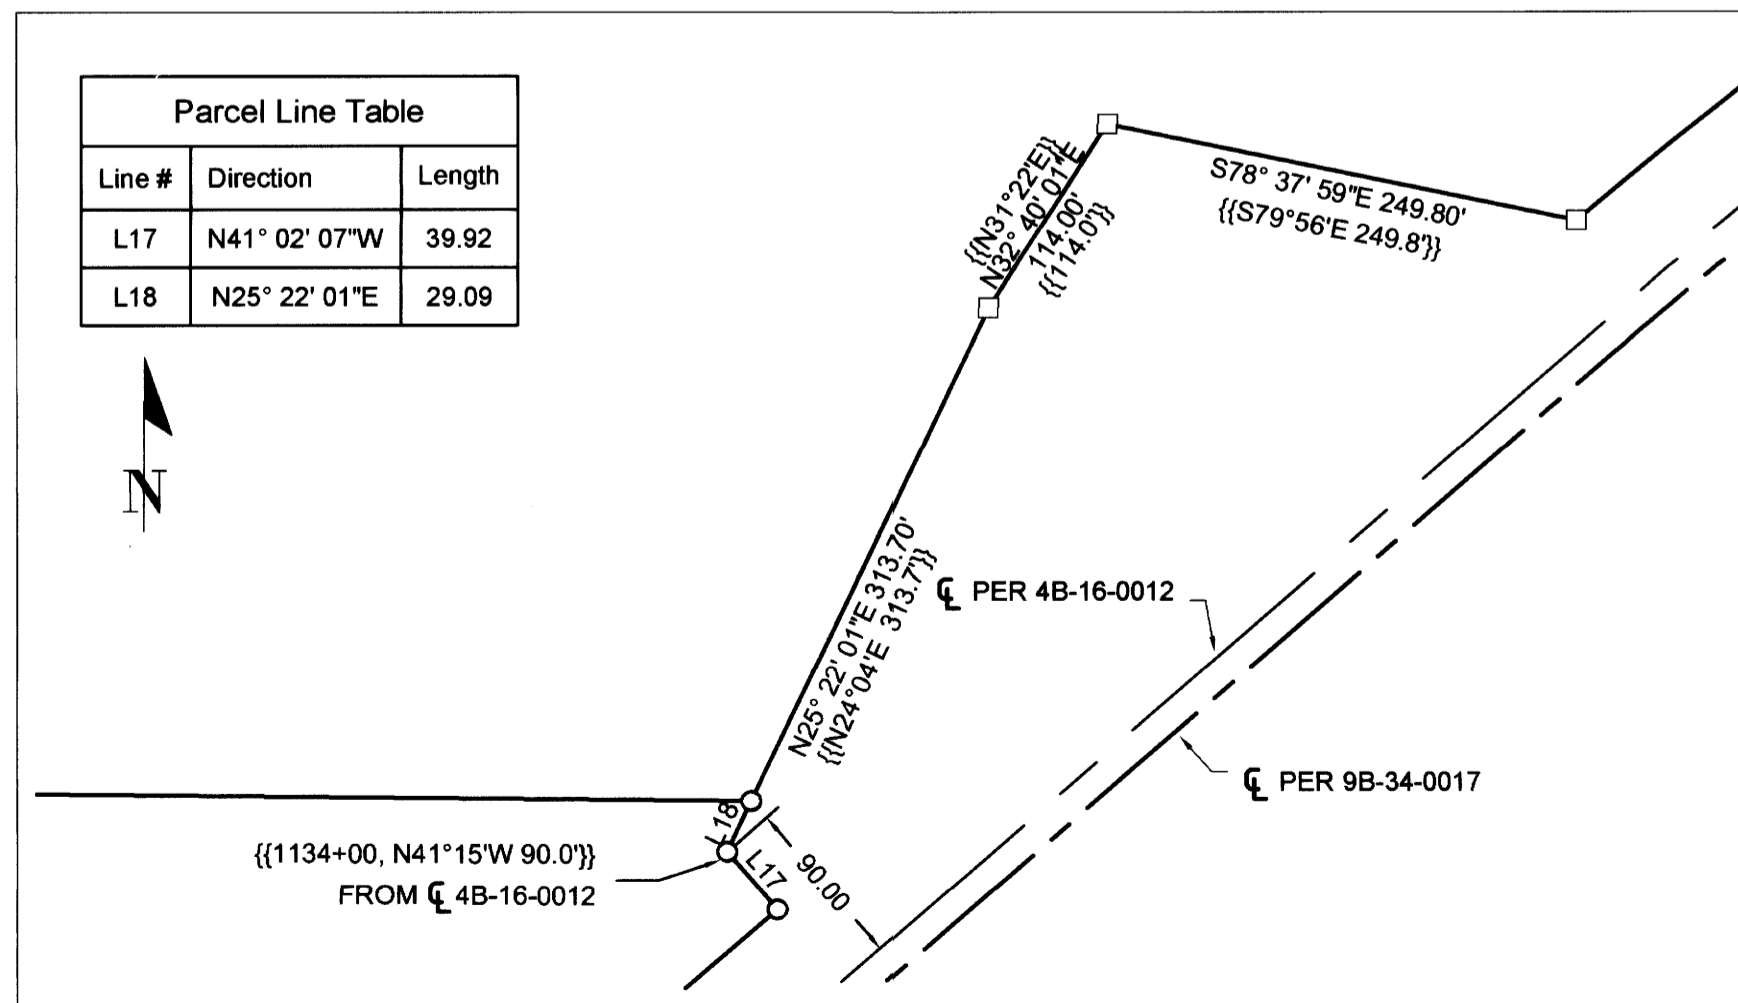 Parcel Line Table
Line # Direction Length
L17 N41° 02' 07"W 39.92
L18 N25° 22' 01"E 29.09
N
{{N31°22'E}}
N32° 40' 01"E
114.00'
{{114.0'}}
S78° 37' 59"E 249.80'
{{S79°56'E 249.8'}}
N25° 22' 01"E 313.70'
{{N24°04'E 313.7'}}
℄ PER 4B-16-0012
℄ PER 9B-34-0017
L18
L17
90.00
{{1134+00, N41°15'W 90.0'}}
FROM ℄ 4B-16-0012